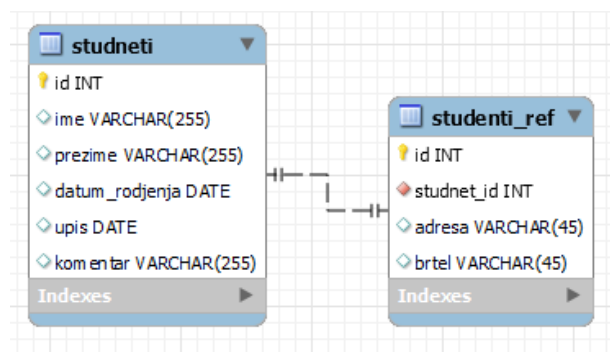 studneti
id INT
ime VARCHAR(255)
prezime VARCHAR(255)
datum_rodjenja DATE
upis DATE
komentar VARCHAR(255)
Indexes
studenti_ref
id INT
studnet_id INT
adresa VARCHAR(45)
brtel VARCHAR(45)
Indexes